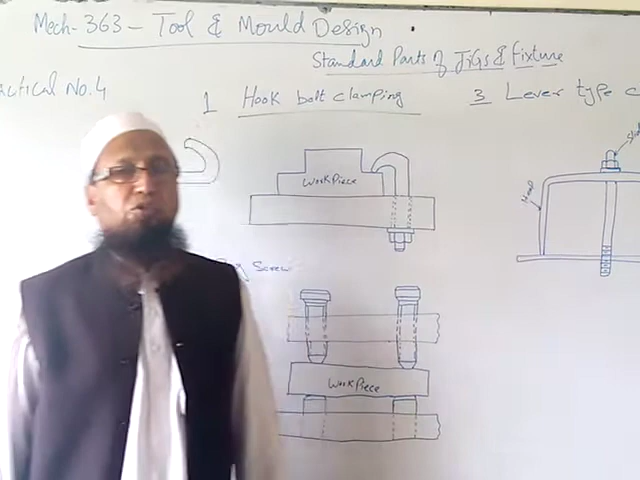 Mech-363 - Tool & Mould Design
Standard Parts of JiGs & Fixture
Practical No. 4
1 Hook bolt clamping
3 Lever type
WorkPiece
Screw
WorkPiece